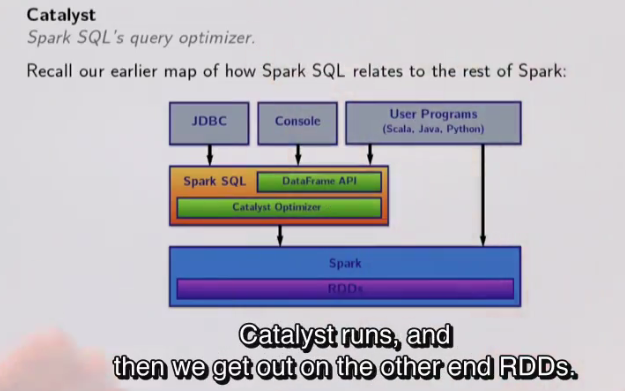 Catalyst
Spark SQL's query optimizer.
Recall our earlier map of how Spark SQL relates to the rest of Spark:
JDBC
Console
User Programs
(Scala, Java, Python)
Spark SQL
DataFrame API
Catalyst Optimizer
Spark
RDDs
Catalyst runs, and
then we get out on the other end RDDs.